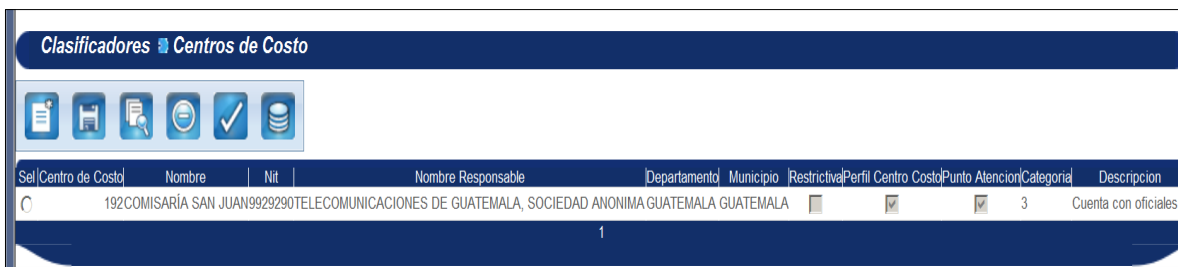 Clasificadores Centros de Costo
Sel Centro de Costo Nombre Nit Nombre Responsable Departamento Municipio Restrictiva Perfil Centro Costo Punto Atencion Categoria Descripcion
192 COMISARÍA SAN JUAN 9929290 TELECOMUNICACIONES DE GUATEMALA, SOCIEDAD ANONIMA GUATEMALA GUATEMALA 3 Cuenta con oficiales
1